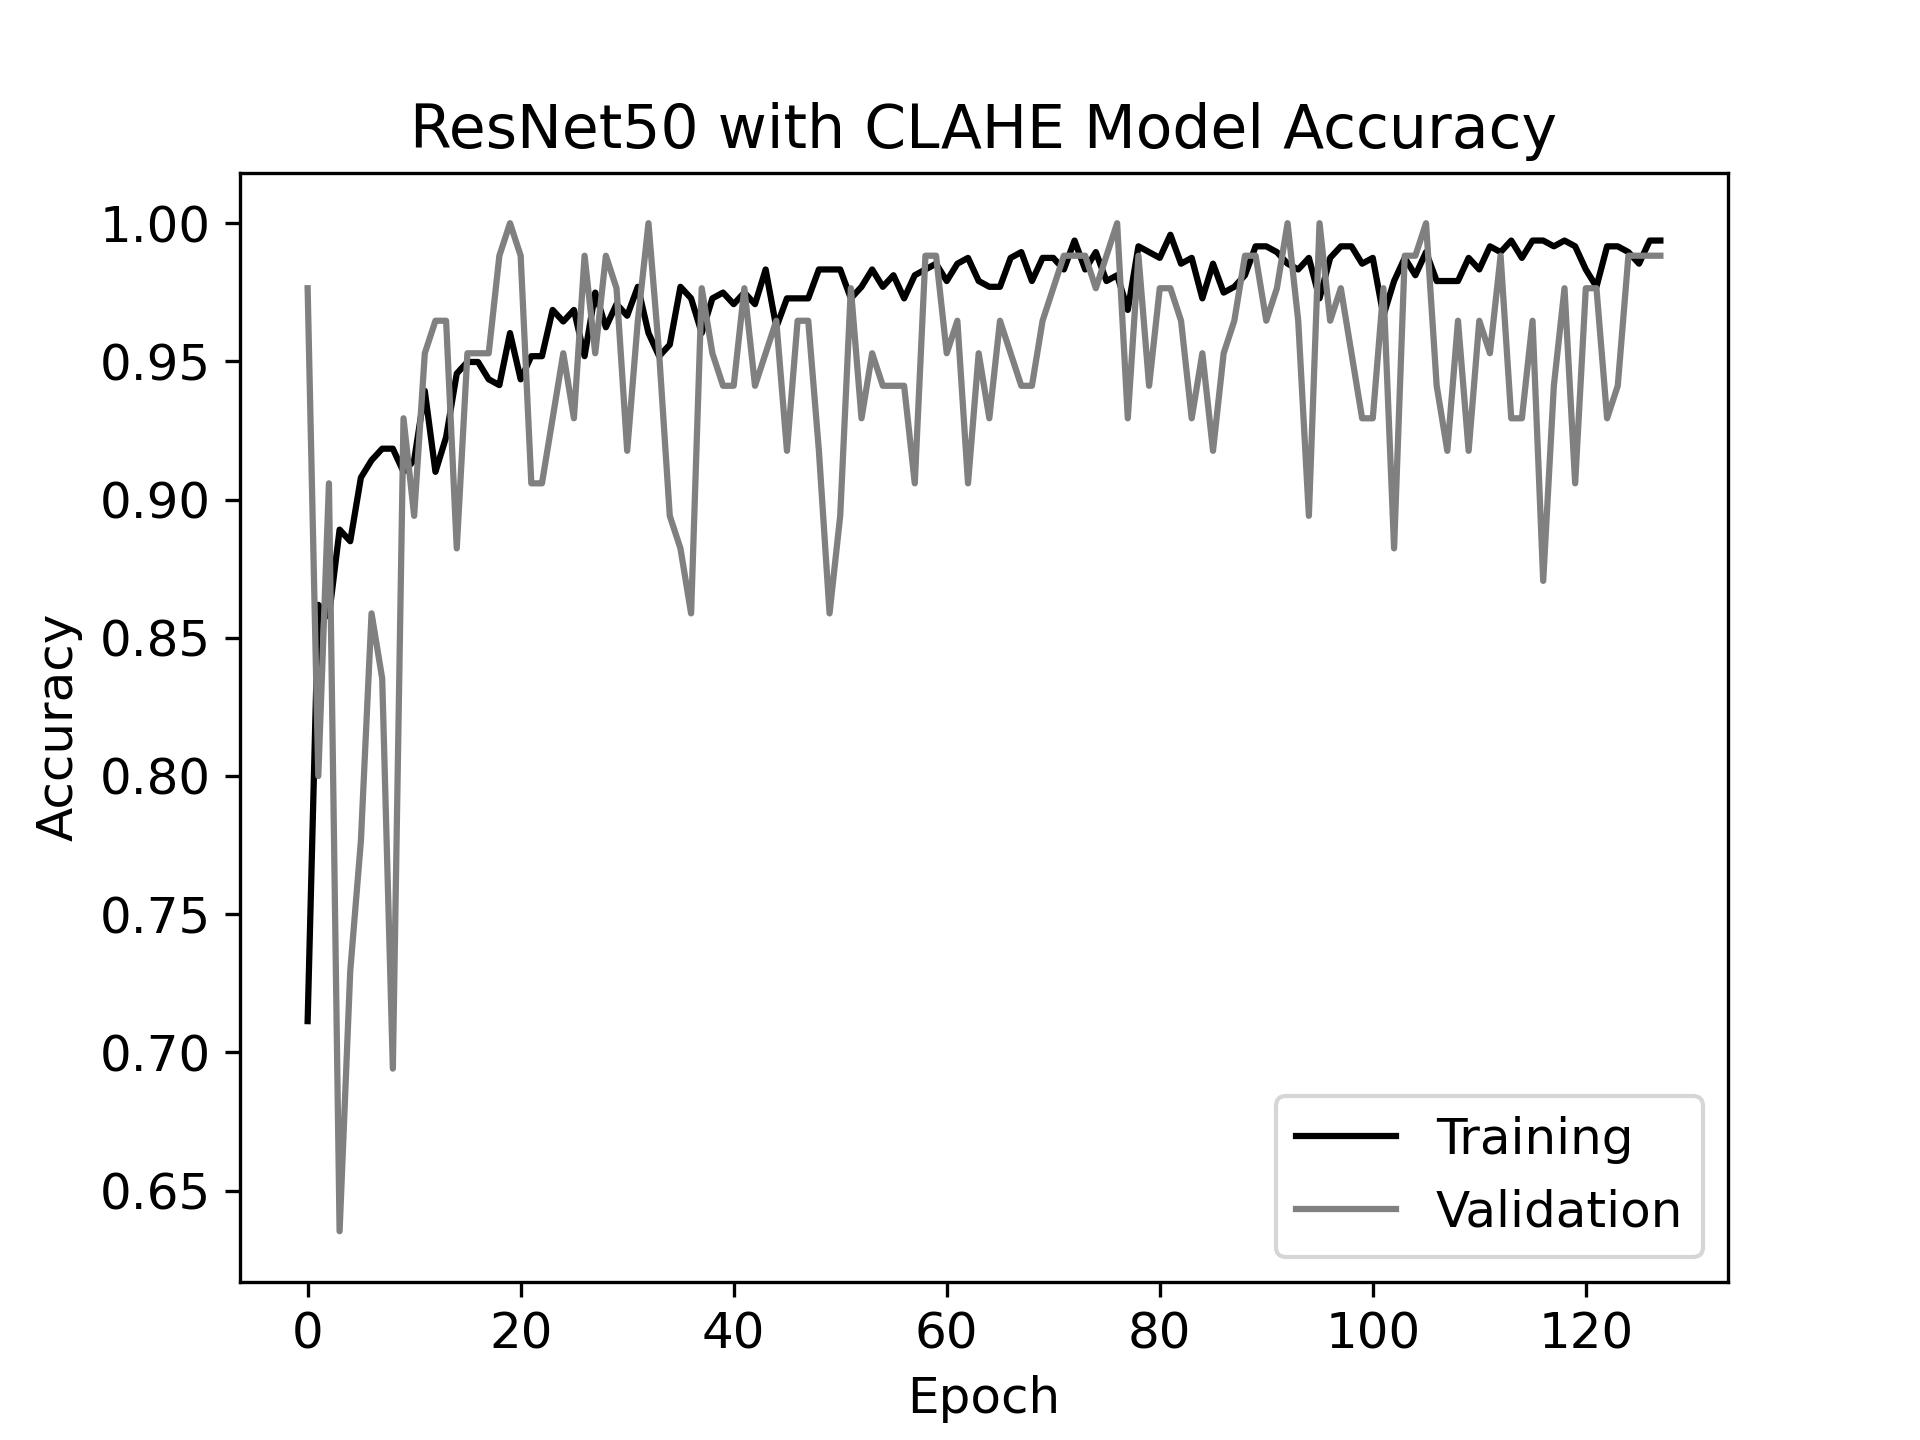 ResNet50 with CLAHE Model Accuracy
1.00
0.95
0.90
0.85
0.80
0.75
0.70
0.65
Accuracy
0 20 40 60 80 100 120
Epoch
Training
Validation